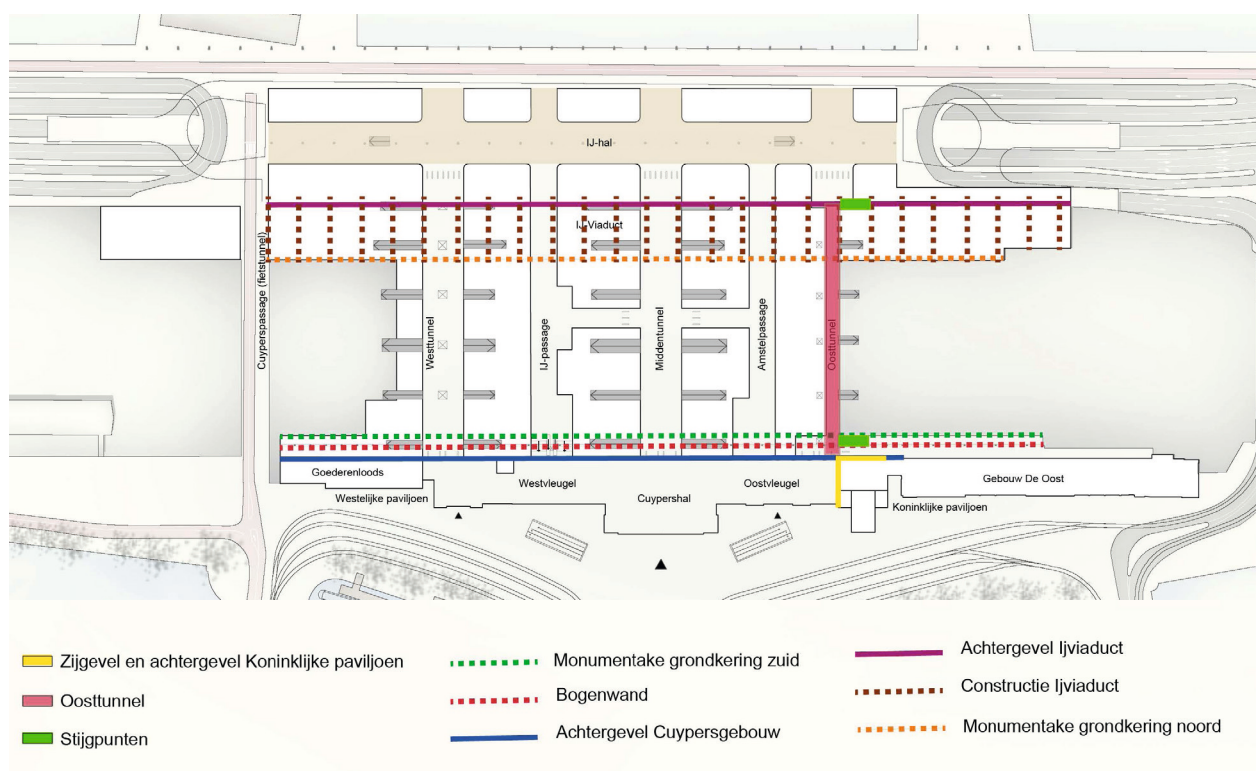 IJ-hal
IJ-Viaduct
Cuyperspassage (fietstunnel)
Westtunnel
IJ-passage
Middentunnel
Amstelpassage
Oosttunnel
Goederenloods
Westvleugel
Oostvleugel
Gebouw De Oost
Westelijke paviljoen
Cuypershal
Koninklijke paviljoen
Zijgevel en achtergevel Koninklijke paviljoen
Oosttunnel
Stijgpunten
Monumentake grondkering zuid
Bogenwand
Achtergevel Cuypersgebouw
Achtergevel Ijviaduct
Constructie Ijviaduct
Monumentake grondkering noord